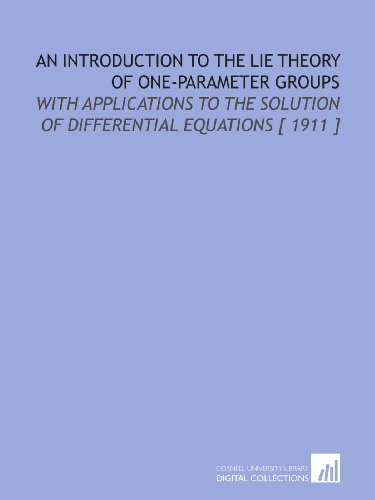 AN INTRODUCTION TO THE LIE THEORY
OF ONE-PARAMETER GROUPS
WITH APPLICATIONS TO THE SOLUTION
OF DIFFERENTIAL EQUATIONS [ 1911 ]
CORNELL UNIVERSITY LIBRARY
DIGITAL COLLECTIONS